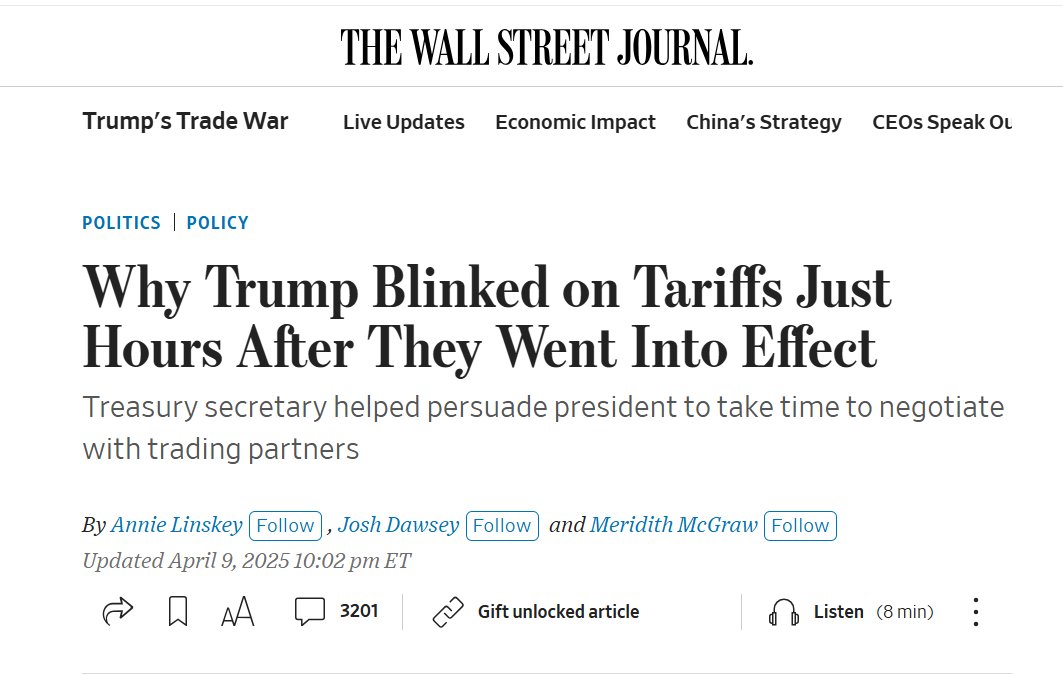 THE WALL STREET JOURNAL.
Trump's Trade War Live Updates Economic Impact China's Strategy CEOs Speak
POLITICS | POLICY
Why Trump Blinked on Tariffs Just
Hours After They Went Into Effect
Treasury secretary helped persuade president to take time to negotiate
with trading partners
By Annie Linskey Follow , Josh Dawsey Follow and Meridith McGraw Follow
Updated April 9, 2025 10:02 pm ET
AA 3201 Gift unlocked article Listen (8 min)